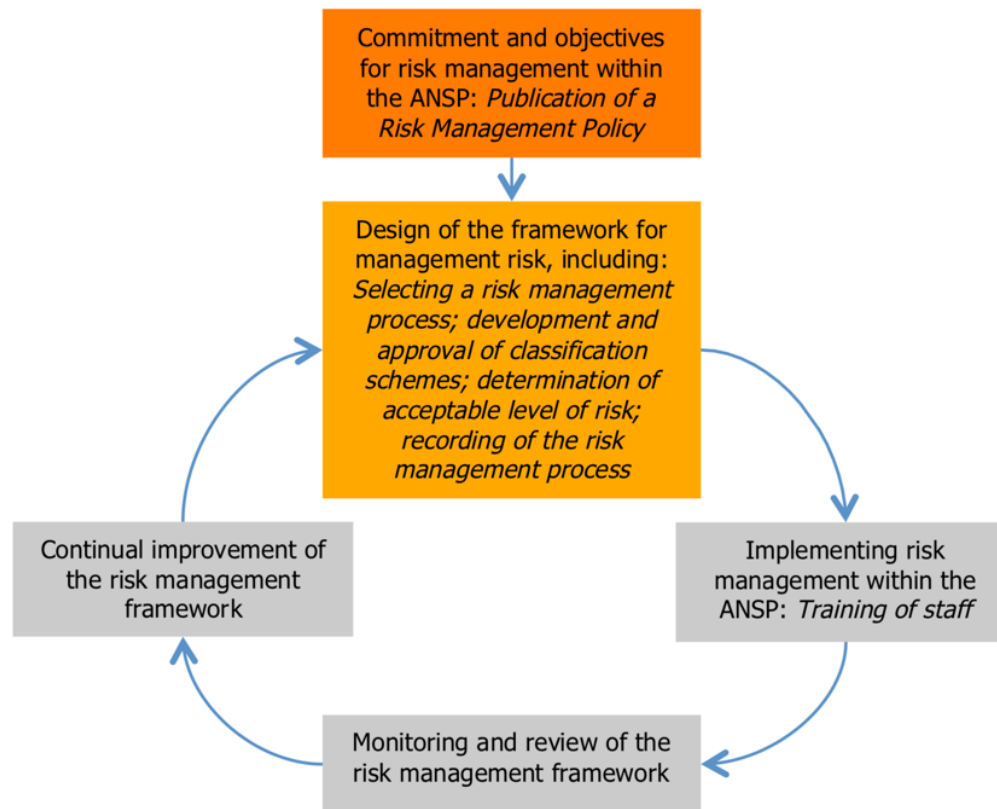 Commitment and objectives
for risk management within
the ANSP: Publication of a
Risk Management Policy
Design of the framework for
management risk, including:
Selecting a risk management
process; development and
approval of classification
schemes; determination of
acceptable level of risk;
recording of the risk
management process
Continual improvement of
the risk management
framework
Implementing risk
management within the
ANSP: Training of staff
Monitoring and review of the
risk management framework